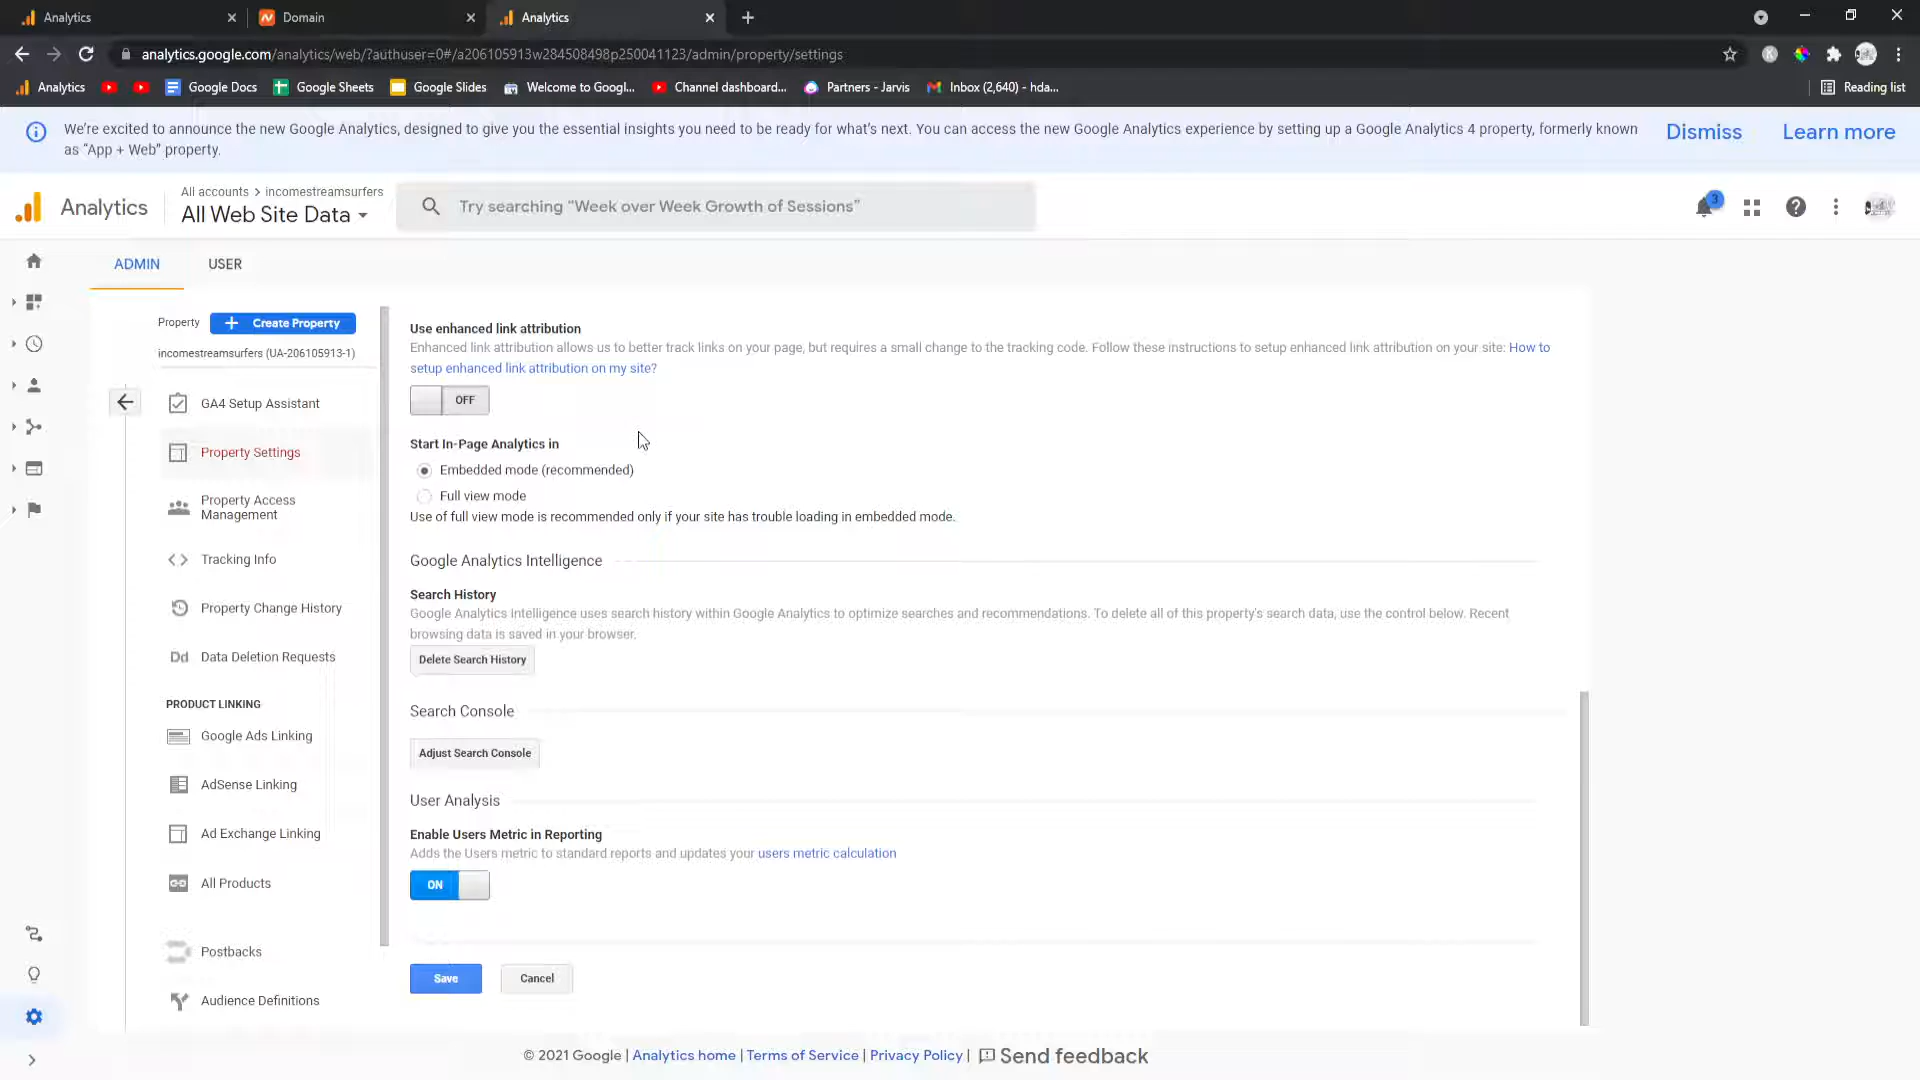 Analytics
Domain
Analytics
analytics.google.com/analytics/web/?authuser=0#/a206105913w284508498p250041123/admin/property/settings
Analytics
Google Docs
Google Sheets
Google Slides
Welcome to Googl...
Channel dashboard...
Partners - Jarvis
Inbox (2,640) - hda...
Reading list
We're excited to announce the new Google Analytics, designed to give you the essential insights you need to be ready for what's next. You can access the new Google Analytics experience by setting up a Google Analytics 4 property, formerly known
as "App + Web" property.
Dismiss
Learn more
Analytics
All accounts > incomestreamsurfers
All Web Site Data
Try searching "Week over Week Growth of Sessions"
3
ADMIN
USER
Property
+ Create Property
incomestreamsurfers (UA-206105913-1)
GA4 Setup Assistant
Property Settings
Property Access
Management
Tracking Info
Property Change History
Dd Data Deletion Requests
PRODUCT LINKING
Google Ads Linking
AdSense Linking
Ad Exchange Linking
All Products
Postbacks
Audience Definitions
Use enhanced link attribution
Enhanced link attribution allows us to better track links on your page, but requires a small change to the tracking code. Follow these instructions to setup enhanced link attribution on your site: How to
setup enhanced link attribution on my site?
OFF
Start In-Page Analytics in
Embedded mode (recommended)
Full view mode
Use of full view mode is recommended only if your site has trouble loading in embedded mode.
Google Analytics Intelligence
Search History
Google Analytics Intelligence uses search history within Google Analytics to optimize searches and recommendations. To delete all of this property's search data, use the control below. Recent
browsing data is saved in your browser.
Delete Search History
Search Console
Adjust Search Console
User Analysis
Enable Users Metric in Reporting
Adds the Users metric to standard reports and updates your users metric calculation
ON
Save
Cancel
© 2021 Google | Analytics home | Terms of Service | Privacy Policy | Send feedback